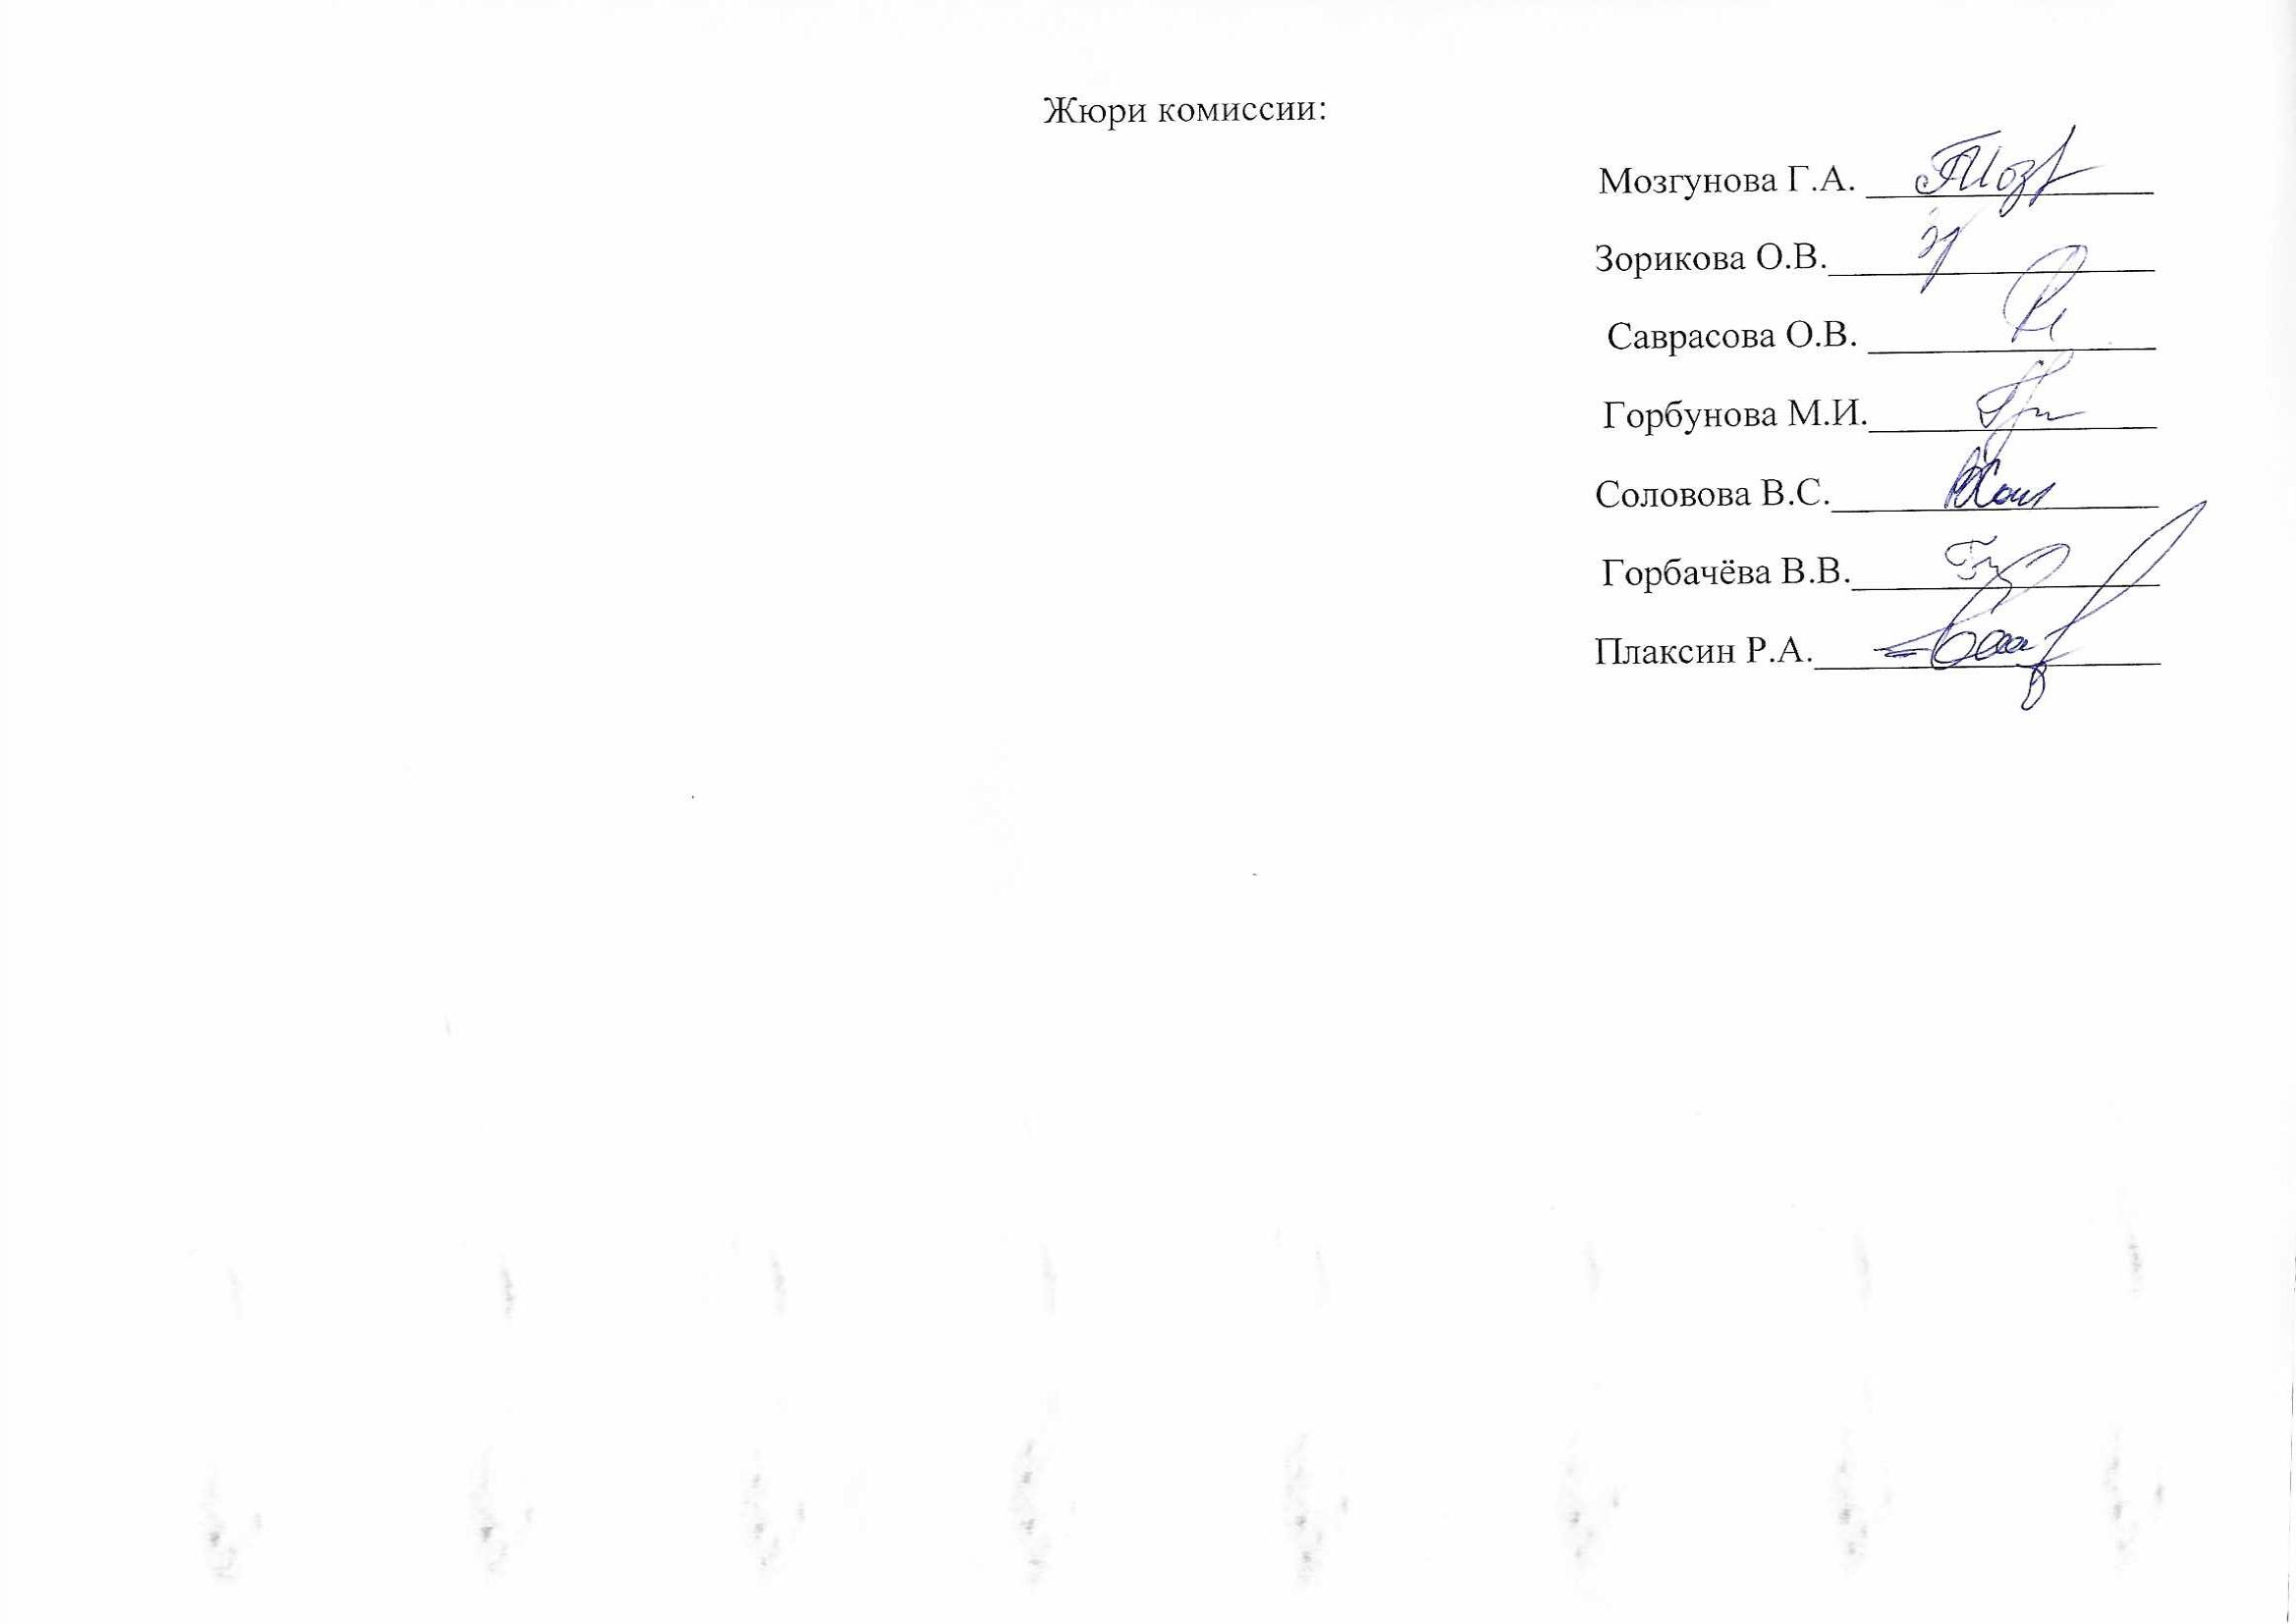 Жюри комиссии:
Мозгунова Г.А.
Зорикова О.В.
Саврасова О.В.
Горбунова М.И.
Соловова В.С.
Горбачёва В.В.
Плаксин Р.А.